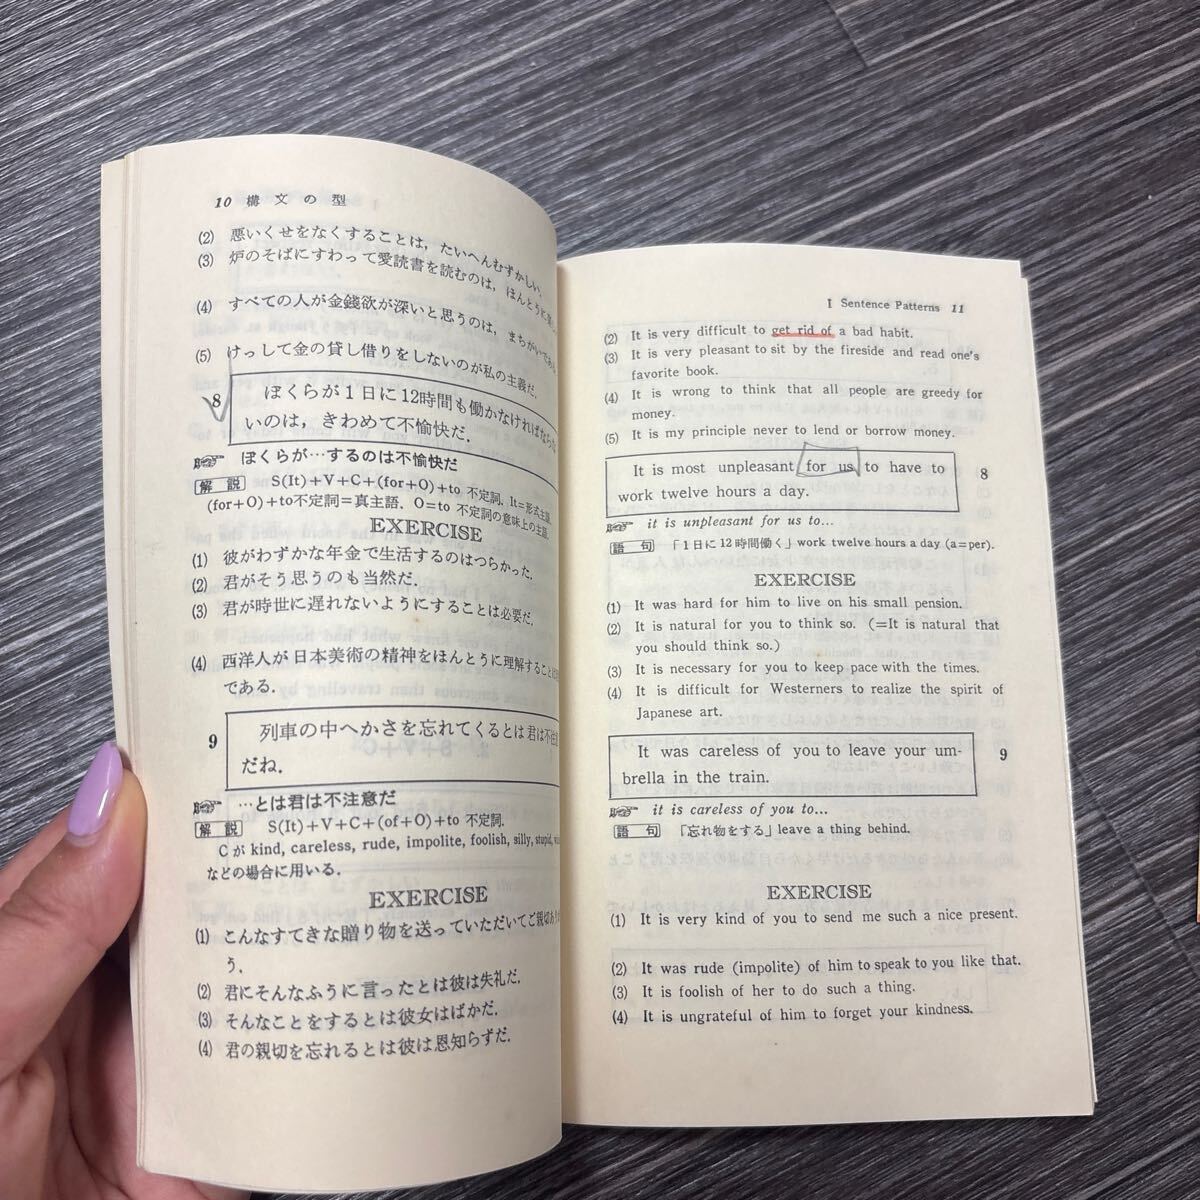 10 構文の型
(2) 悪いくせをなくすることは, たいへんむずかしい.
(3) 炉のそばにすわって愛読書を読むのは, ほんとうに楽し
(4) すべての人が金銭欲が深いと思うのは, まちがいである.
(5) けっして金の貸し借りをしないのが私の主義だ.
8 ぼくらが1日に12時間も働かなければならな
いのは, きわめて不愉快だ.
ぼくらが…するのは不愉快だ
解説 S(It)+V+C+(for+O)+to 不定詞. It=形式主語.
(for+O)+to不定詞=真主語. O=to 不定詞の意味上の主語.
EXERCISE
(1) 彼がわずかな年金で生活するのはつらかった.
(2) 君がそう思うのも当然だ.
(3) 君が時世に遅れないようにすることは必要だ.
(4) 西洋人が日本美術の精神をほんとうに理解することは
である.
9 列車の中へかさを忘れてくるとは君は不注意
だね.
…とは君は不注意だ
解説 S(It)+V+C+(of+O)+to 不定詞.
Cが kind, careless, rude, impolite, foolish, silly, stupid,
などの場合に用いる.
EXERCISE
(1) こんなすてきな贈り物を送っていただいてご親切あり
う.
(2) 君にそんなふうに言ったとは彼は失礼だ.
(3) そんなことをするとは彼女はばかだ.
(4) 君の親切を忘れるとは彼は恩知らずだ.
I Sentence Patterns 11
(2) It is very difficult to get rid of a bad habit.
(3) It is very pleasant to sit by the fireside and read one's
favorite book.
(4) It is wrong to think that all people are greedy for
money.
(5) It is my principle never to lend or borrow money.
It is most unpleasant for us to have to 8
work twelve hours a day.
it is unpleasant for us to...
語句 「1日に12時間働く」work twelve hours a day (a=per).
EXERCISE
(1) It was hard for him to live on his small pension.
(2) It is natural for you to think so. (=It is natural that
you should think so.)
(3) It is necessary for you to keep pace with the times.
(4) It is difficult for Westerners to realize the spirit of
Japanese art.
It was careless of you to leave your um- 9
brella in the train.
it is careless of you to...
語句 「忘れ物をする」leave a thing behind.
EXERCISE
(1) It is very kind of you to send me such a nice present.
(2) It was rude (impolite) of him to speak to you like that.
(3) It is foolish of her to do such a thing.
(4) It is ungrateful of him to forget your kindness.